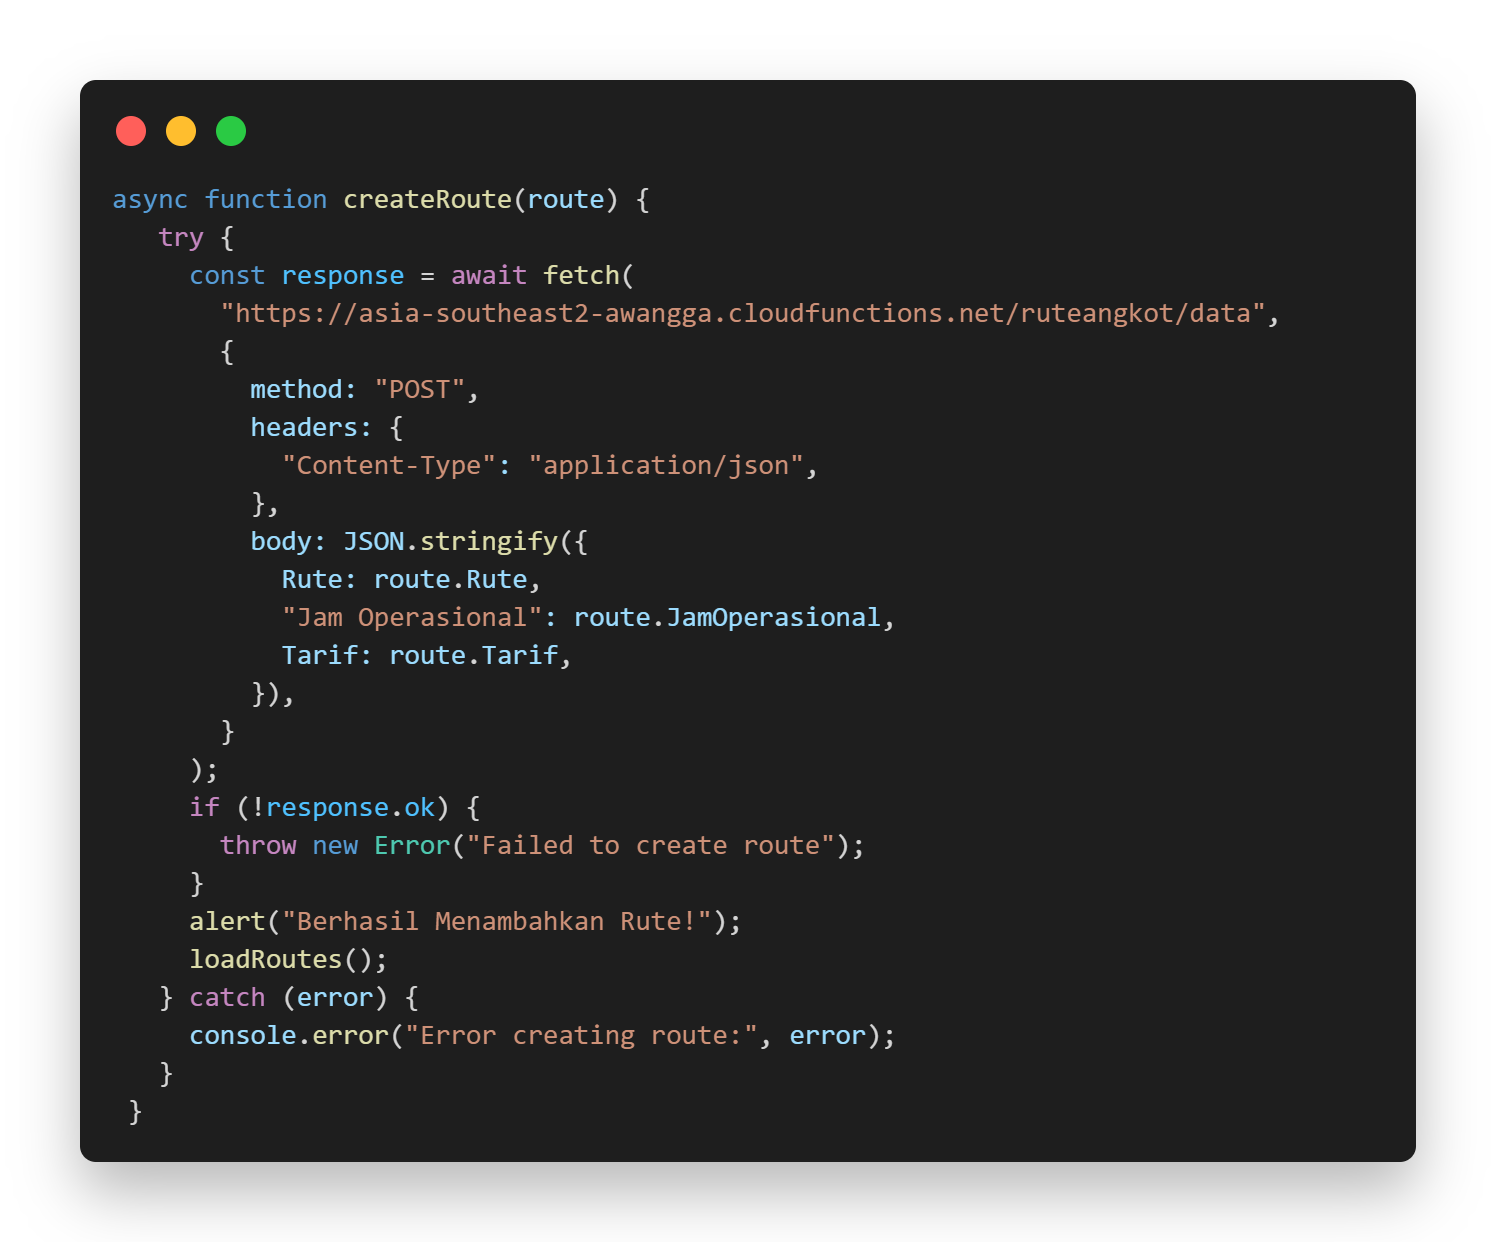 async function createRoute(route) {
   try {
     const response = await fetch(
       "https://asia-southeast2-awangga.cloudfunctions.net/ruteangkot/data",
       {
         method: "POST",
         headers: {
           "Content-Type": "application/json",
         },
         body: JSON.stringify({
           Rute: route.Rute,
           "Jam Operasional": route.JamOperasional,
           Tarif: route.Tarif,
         }),
       }
     );
     if (!response.ok) {
       throw new Error("Failed to create route");
     }
     alert("Berhasil Menambahkan Rute!");
     loadRoutes();
   } catch (error) {
     console.error("Error creating route:", error);
   }
 }